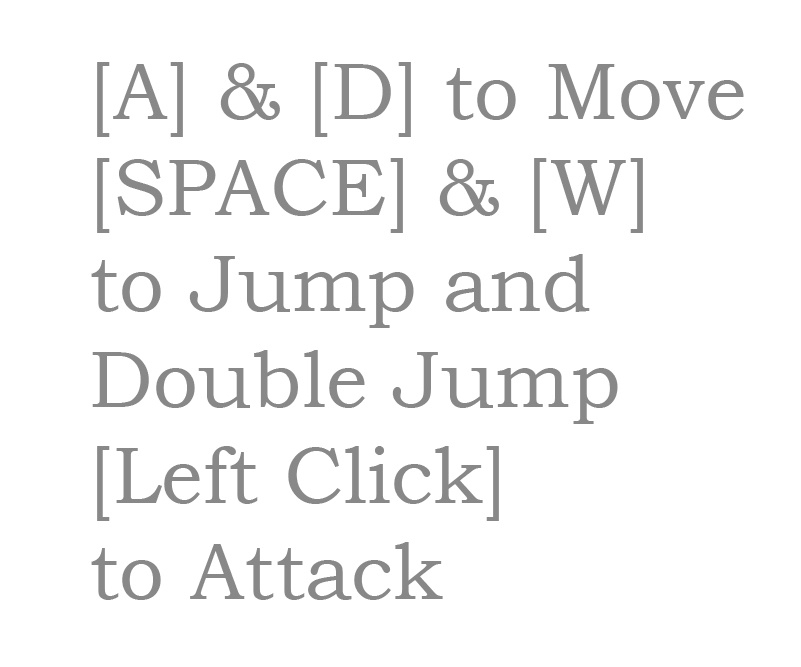 [A] & [D] to Move
[SPACE] & [W]
to Jump and
Double Jump
[Left Click]
to Attack